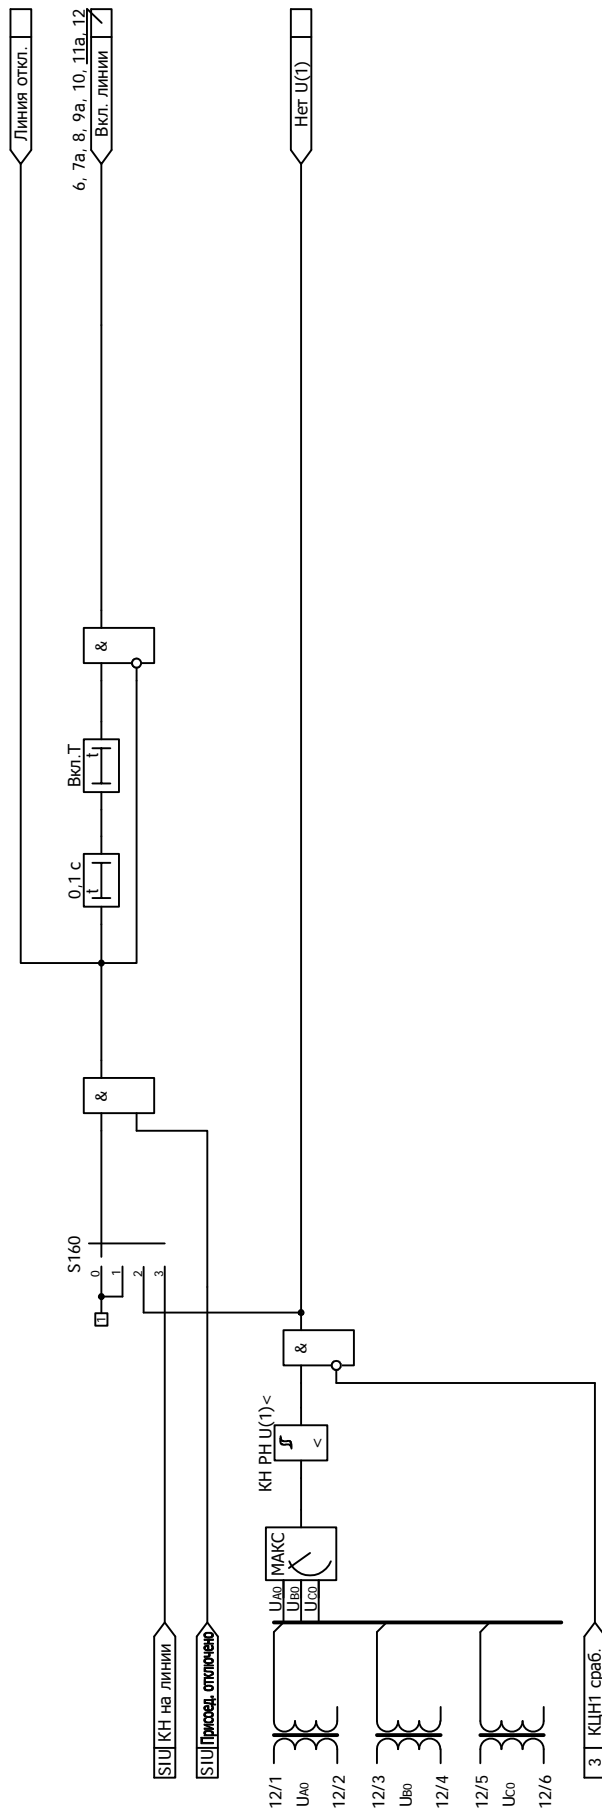 Линия откл.
6, 7а, 8, 9а, 10, 11а, 12
Вкл. линии
Нет U(1)
&
Вкл.Т
t
0,1 с
t
&
S160
0
1
2
3
1
&
КН РН U(1)<
<
МАКС
UA0
UB0
UC0
SIU КН на линии
SIU Присоед. отключено
12/1
UA0
12/2
12/3
UB0
12/4
12/5
UC0
12/6
3 КЦН1 сраб.